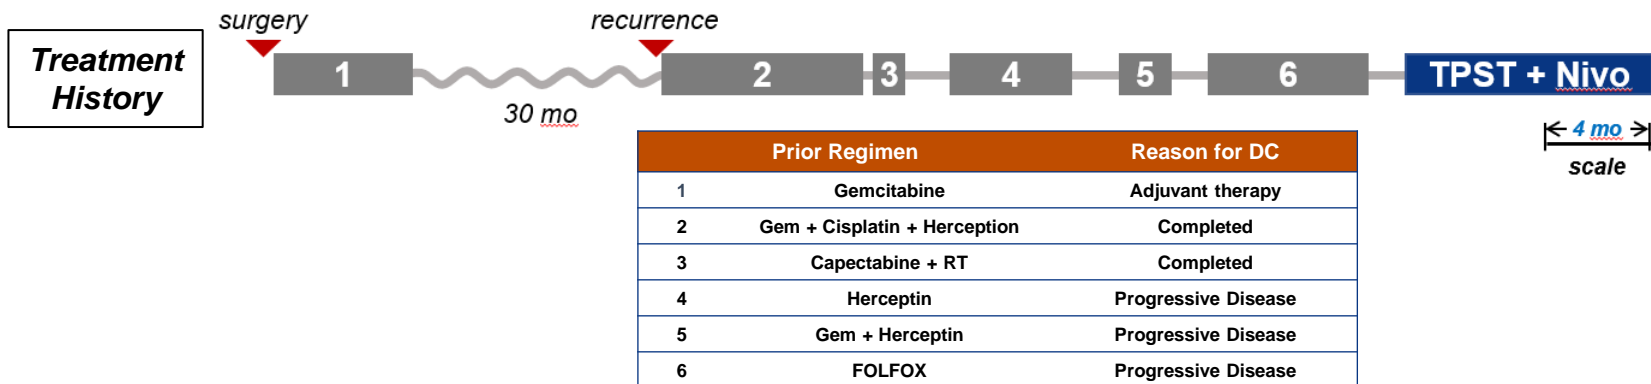 surgery
recurrence
Treatment
History
1
2
3
4
5
6
TPST + Nivo
30 mo
4 mo
scale
Prior Regimen Reason for DC
1 Gemcitabine Adjuvant therapy
2 Gem + Cisplatin + Herception Completed
3 Capectabine + RT Completed
4 Herceptin Progressive Disease
5 Gem + Herceptin Progressive Disease
6 FOLFOX Progressive Disease